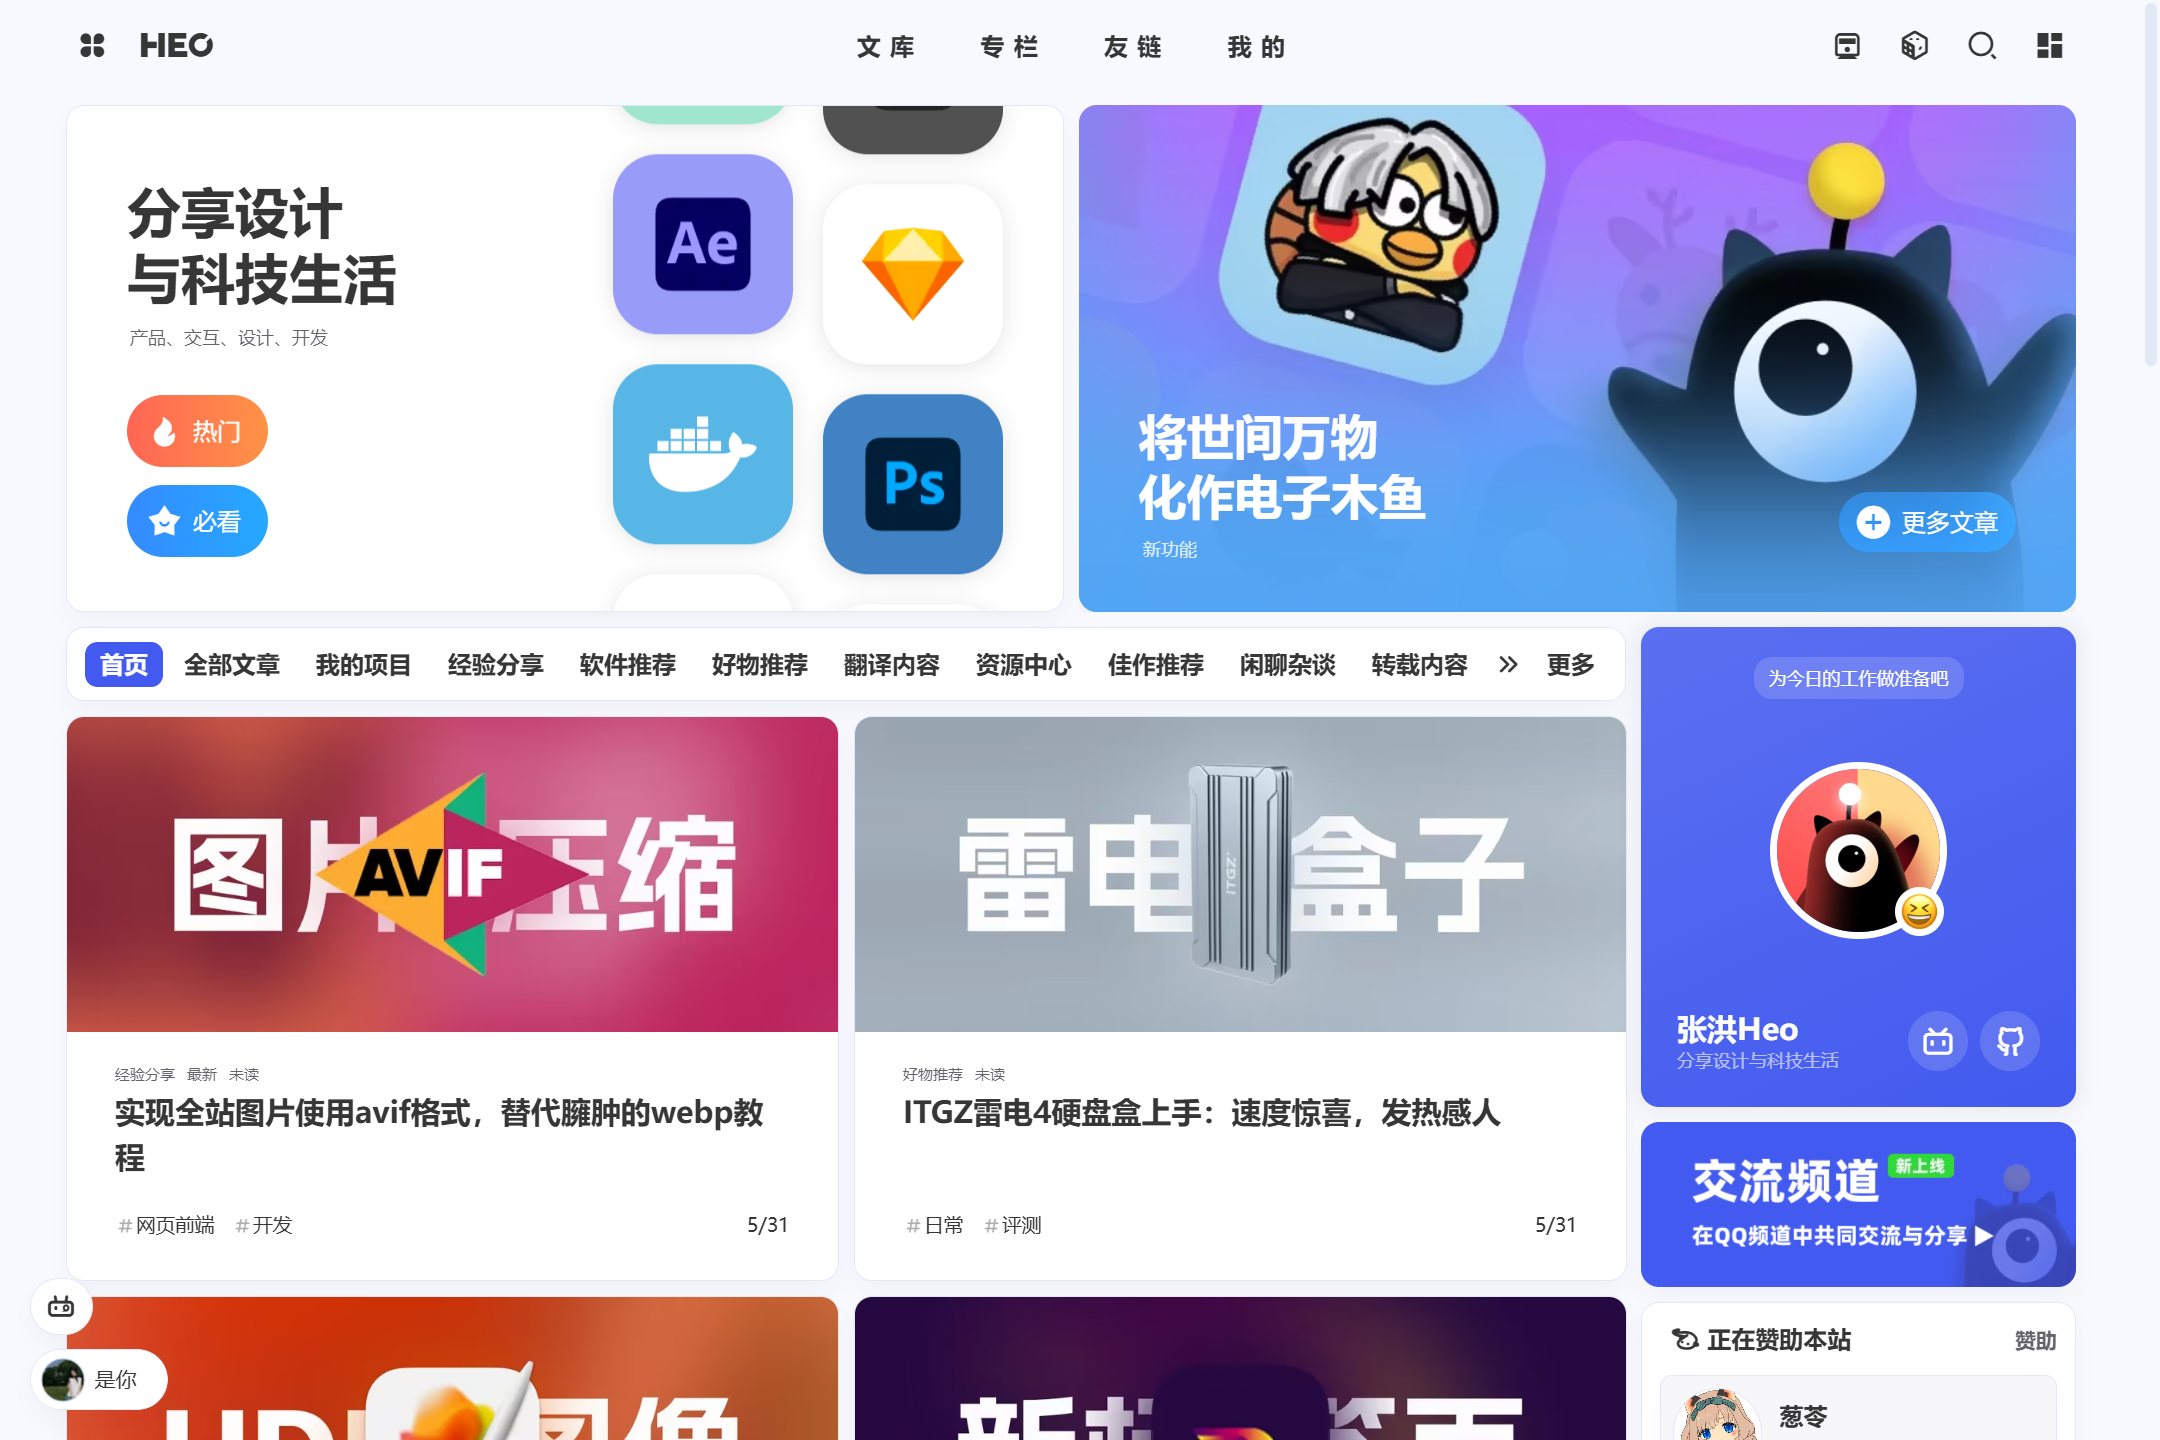 HEO
文库
专栏
友链
我的
分享设计
与科技生活
产品、交互、设计、开发
热门
必看
Ae
Ps
将世间万物
化作电子木鱼
新功能
更多文章
首页
全部文章
我的项目
经验分享
软件推荐
好物推荐
翻译内容
资源中心
佳作推荐
闲聊杂谈
转载内容
更多
图片压缩
AVIF
经验分享 最新 未读
实现全站图片使用avif格式，替代臃肿的webp教
程
#网页前端 #开发
5/31
雷电盒子
ITGZ
好物推荐 未读
ITGZ雷电4硬盘盒上手：速度惊喜，发热感人
#日常 #评测
5/31
为今日的工作做准备吧
张洪Heo
分享设计与科技生活
交流频道
新上线
在QQ频道中共同交流与分享
正在赞助本站
赞助
葱苓
是你